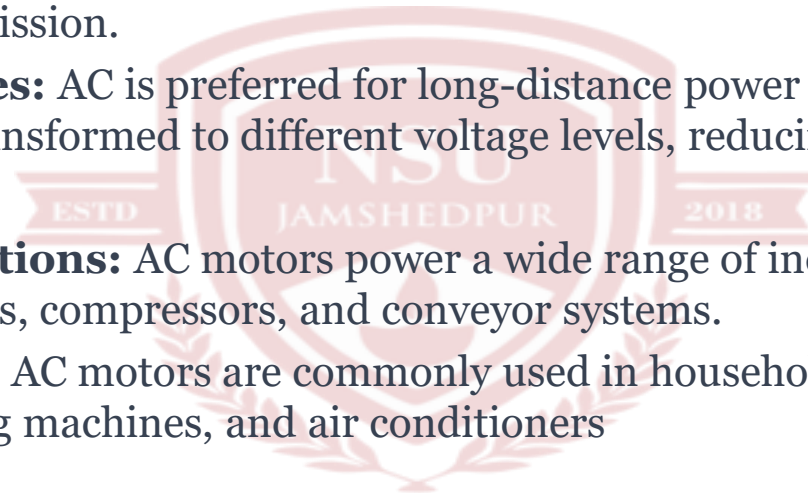 ission.
es: AC is preferred for long-distance power
nsformed to different voltage levels, reduci
NSU
ESTD JAMSHEDPUR 2018
tions: AC motors power a wide range of in
s, compressors, and conveyor systems.
AC motors are commonly used in househo
g machines, and air conditioners